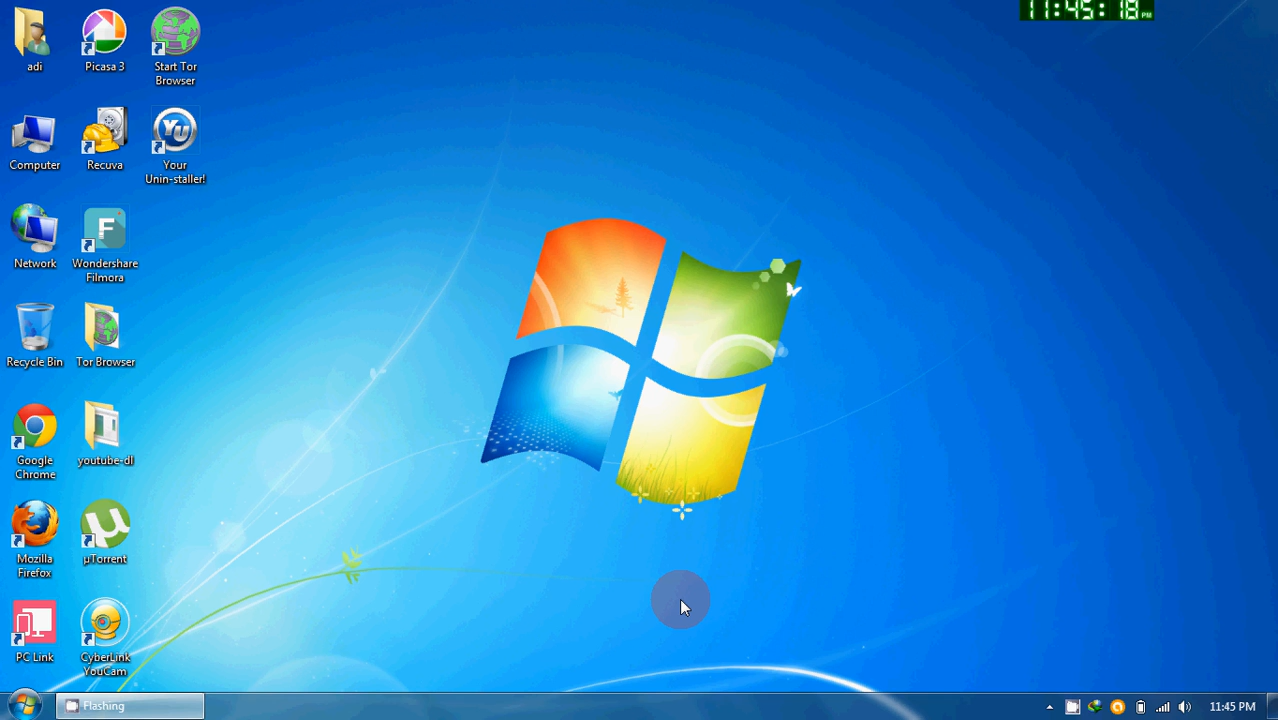 11:45:18 PM
adi
Picasa 3
Start Tor
Browser
Computer
Recuva
YU
Your
Unin-staller!
Network
F
Wondershare
Filmora
Recycle Bin
Tor Browser
Google
Chrome
youtube-dl
Mozilla
Firefox
µ
µTorrent
PC Link
CyberLink
YouCam
Flashing
11:45 PM